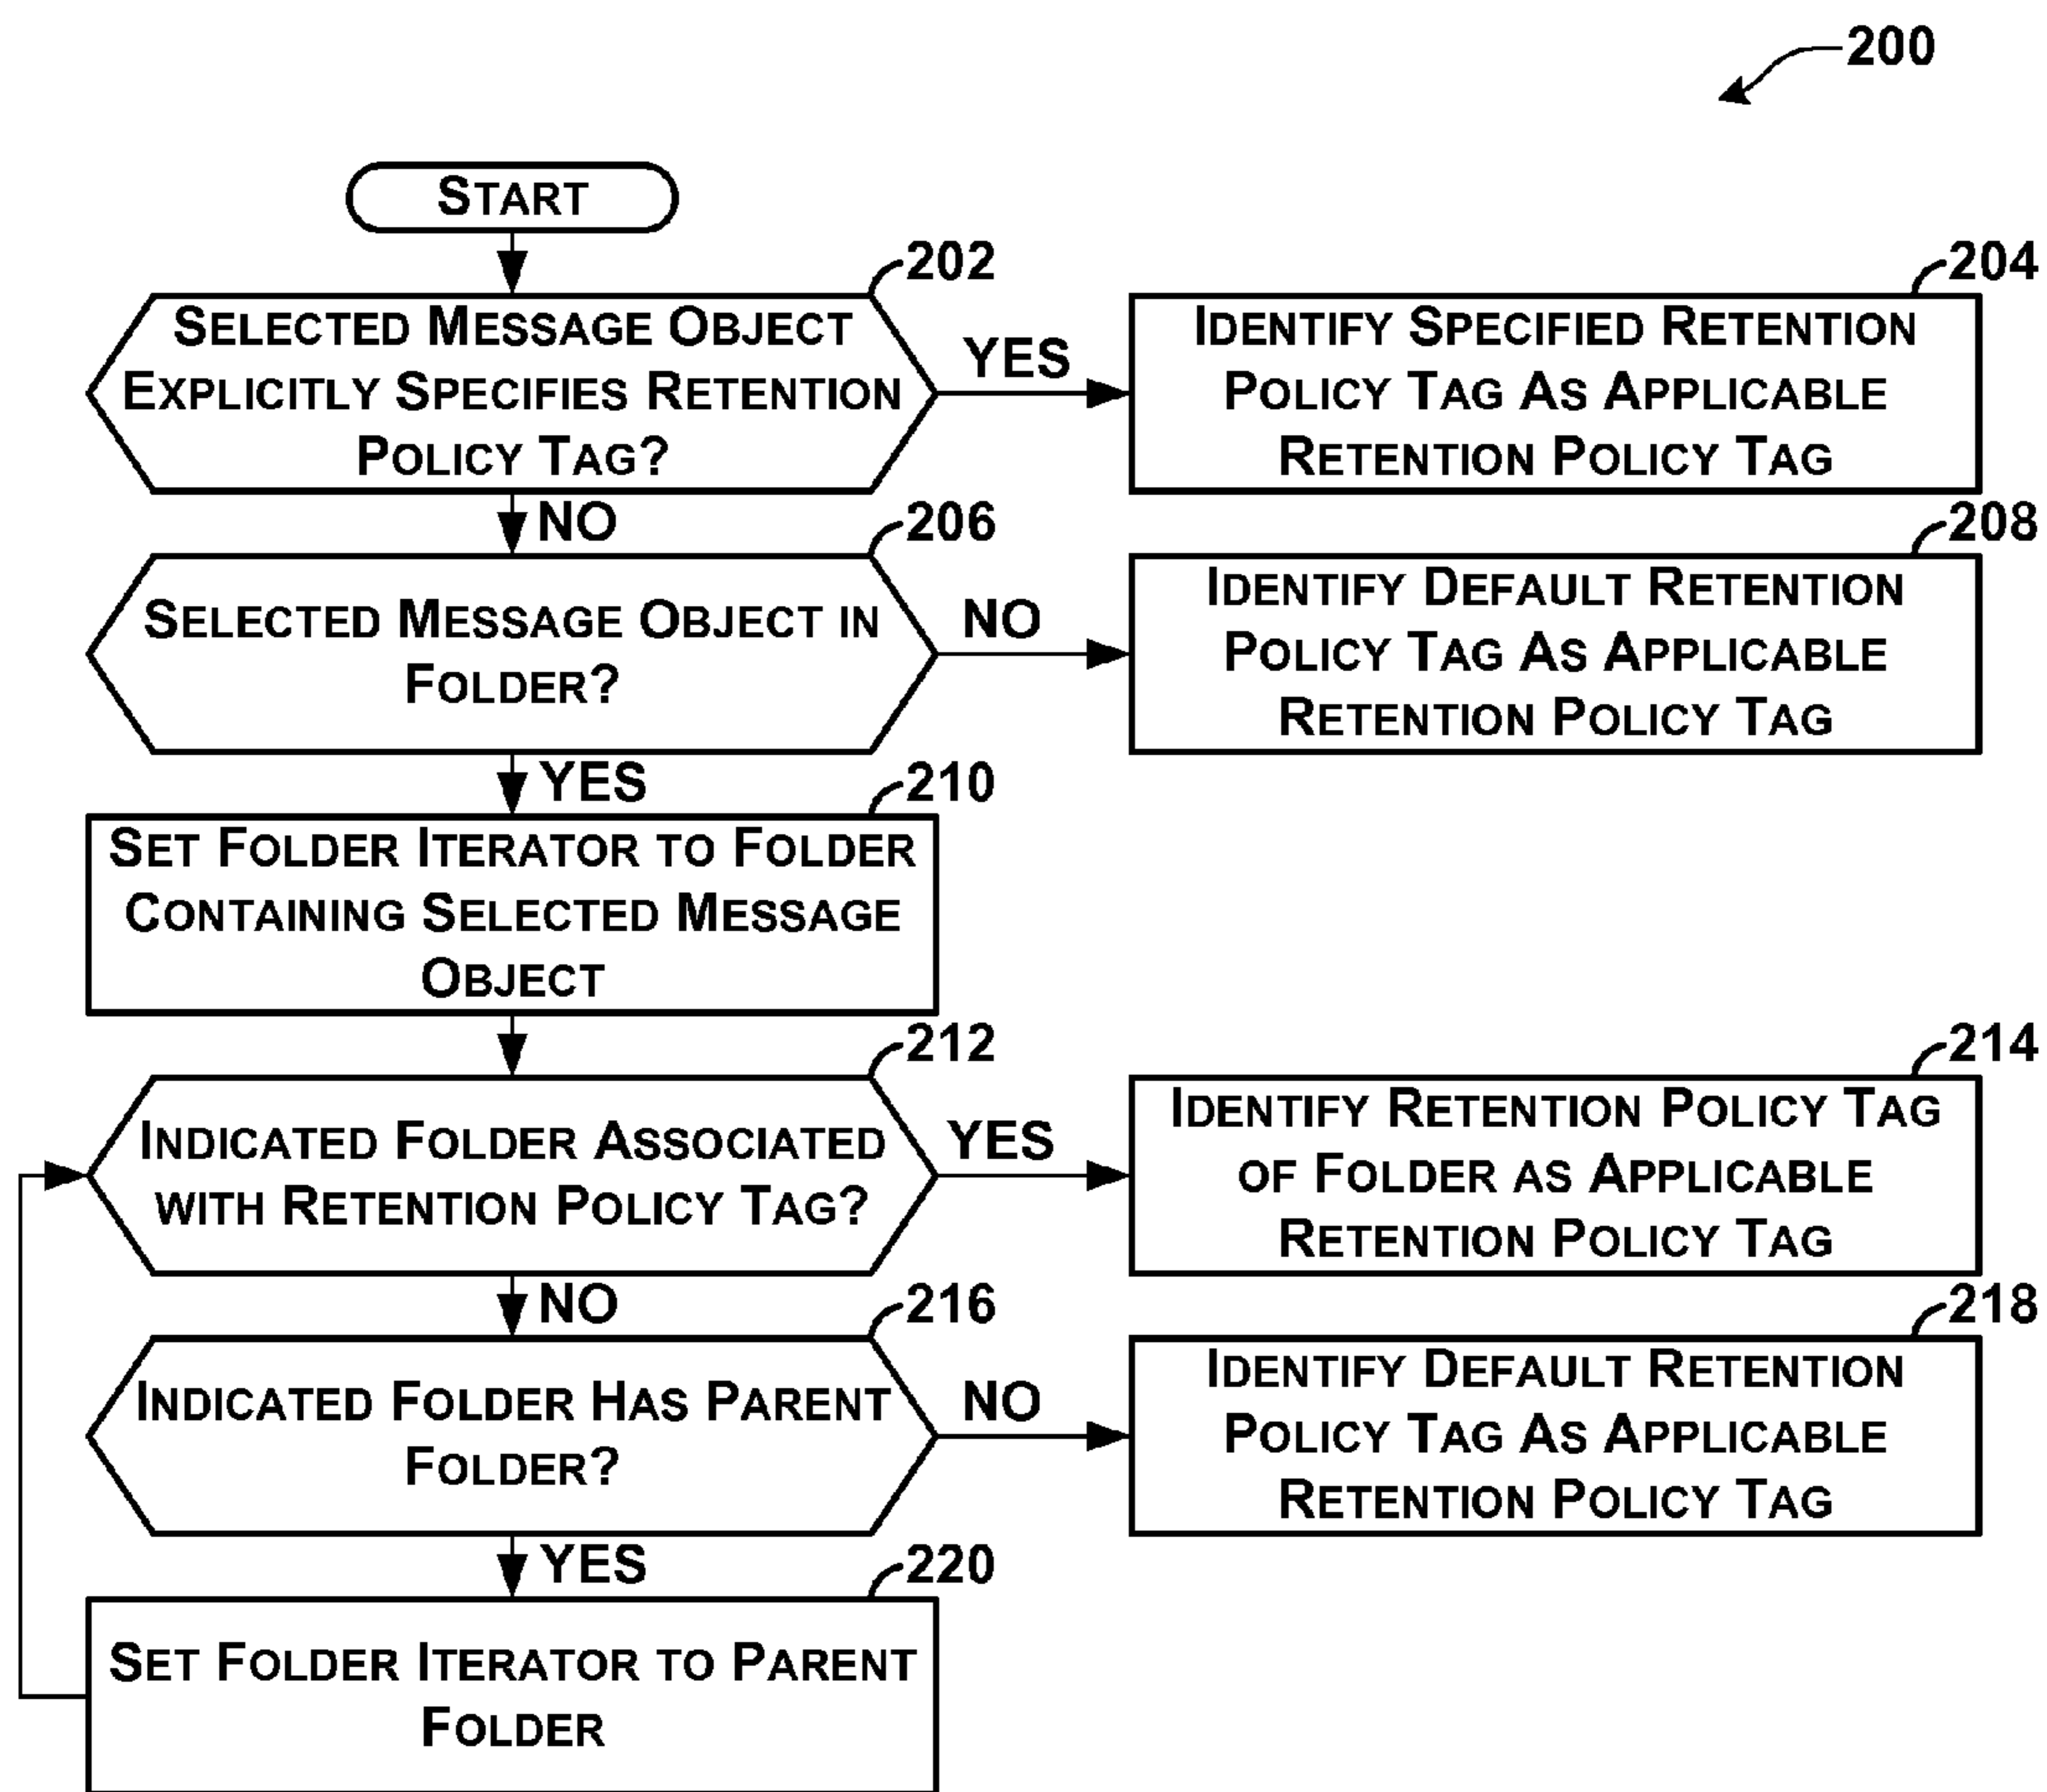 200
START
202
SELECTED MESSAGE OBJECT
EXPLICITLY SPECIFIES RETENTION
POLICY TAG?
YES
204
IDENTIFY SPECIFIED RETENTION
POLICY TAG AS APPLICABLE
RETENTION POLICY TAG
NO
206
SELECTED MESSAGE OBJECT IN
FOLDER?
NO
208
IDENTIFY DEFAULT RETENTION
POLICY TAG AS APPLICABLE
RETENTION POLICY TAG
YES
210
SET FOLDER ITERATOR TO FOLDER
CONTAINING SELECTED MESSAGE
OBJECT
212
INDICATED FOLDER ASSOCIATED
WITH RETENTION POLICY TAG?
YES
214
IDENTIFY RETENTION POLICY TAG
OF FOLDER AS APPLICABLE
RETENTION POLICY TAG
NO
216
INDICATED FOLDER HAS PARENT
FOLDER?
NO
218
IDENTIFY DEFAULT RETENTION
POLICY TAG AS APPLICABLE
RETENTION POLICY TAG
YES
220
SET FOLDER ITERATOR TO PARENT
FOLDER